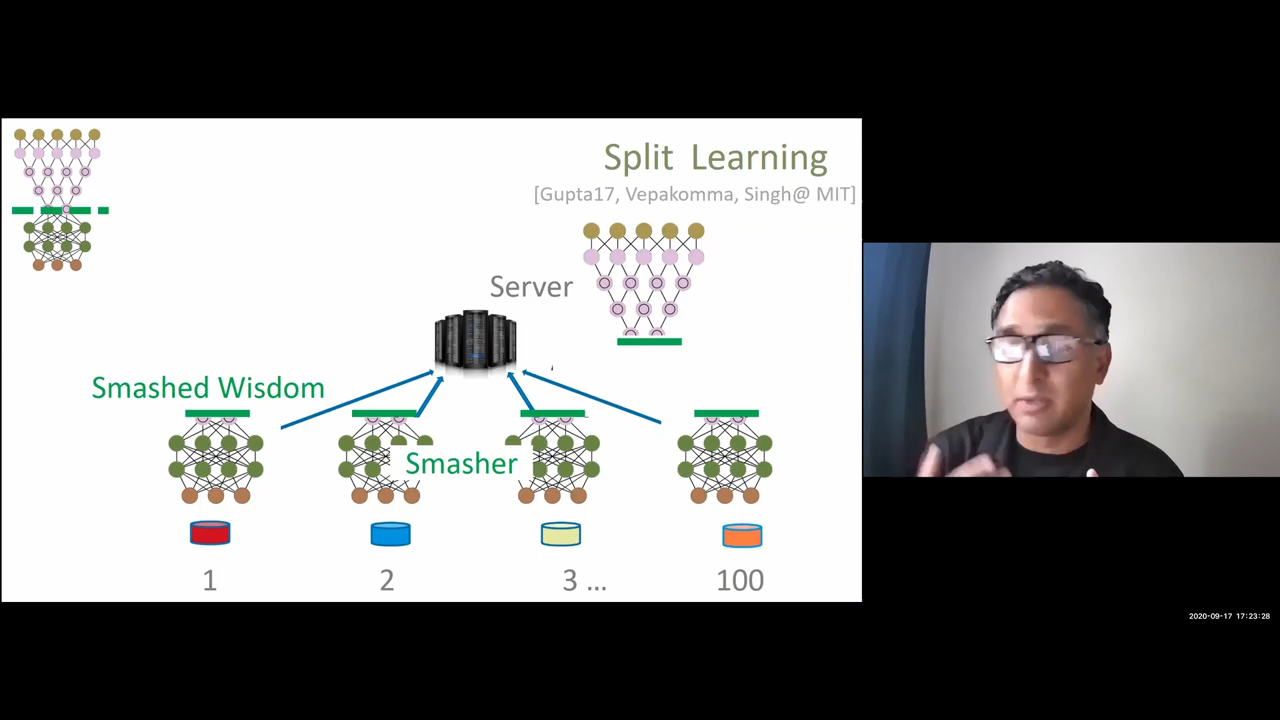 Split Learning
[Gupta17, Vepakomma, Singh@ MIT]
Server
Smashed Wisdom
Smasher
1
2
3 ...
100
2020-09-17 17:23:28